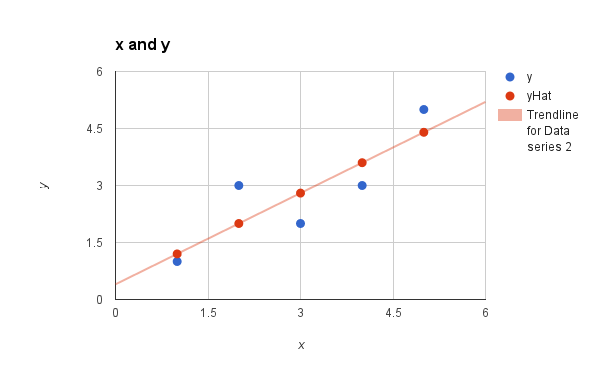 x and y
6
4.5
3
1.5
0
y
0
1.5
3
4.5
6
x
y
yHat
Trendline
for Data
series 2